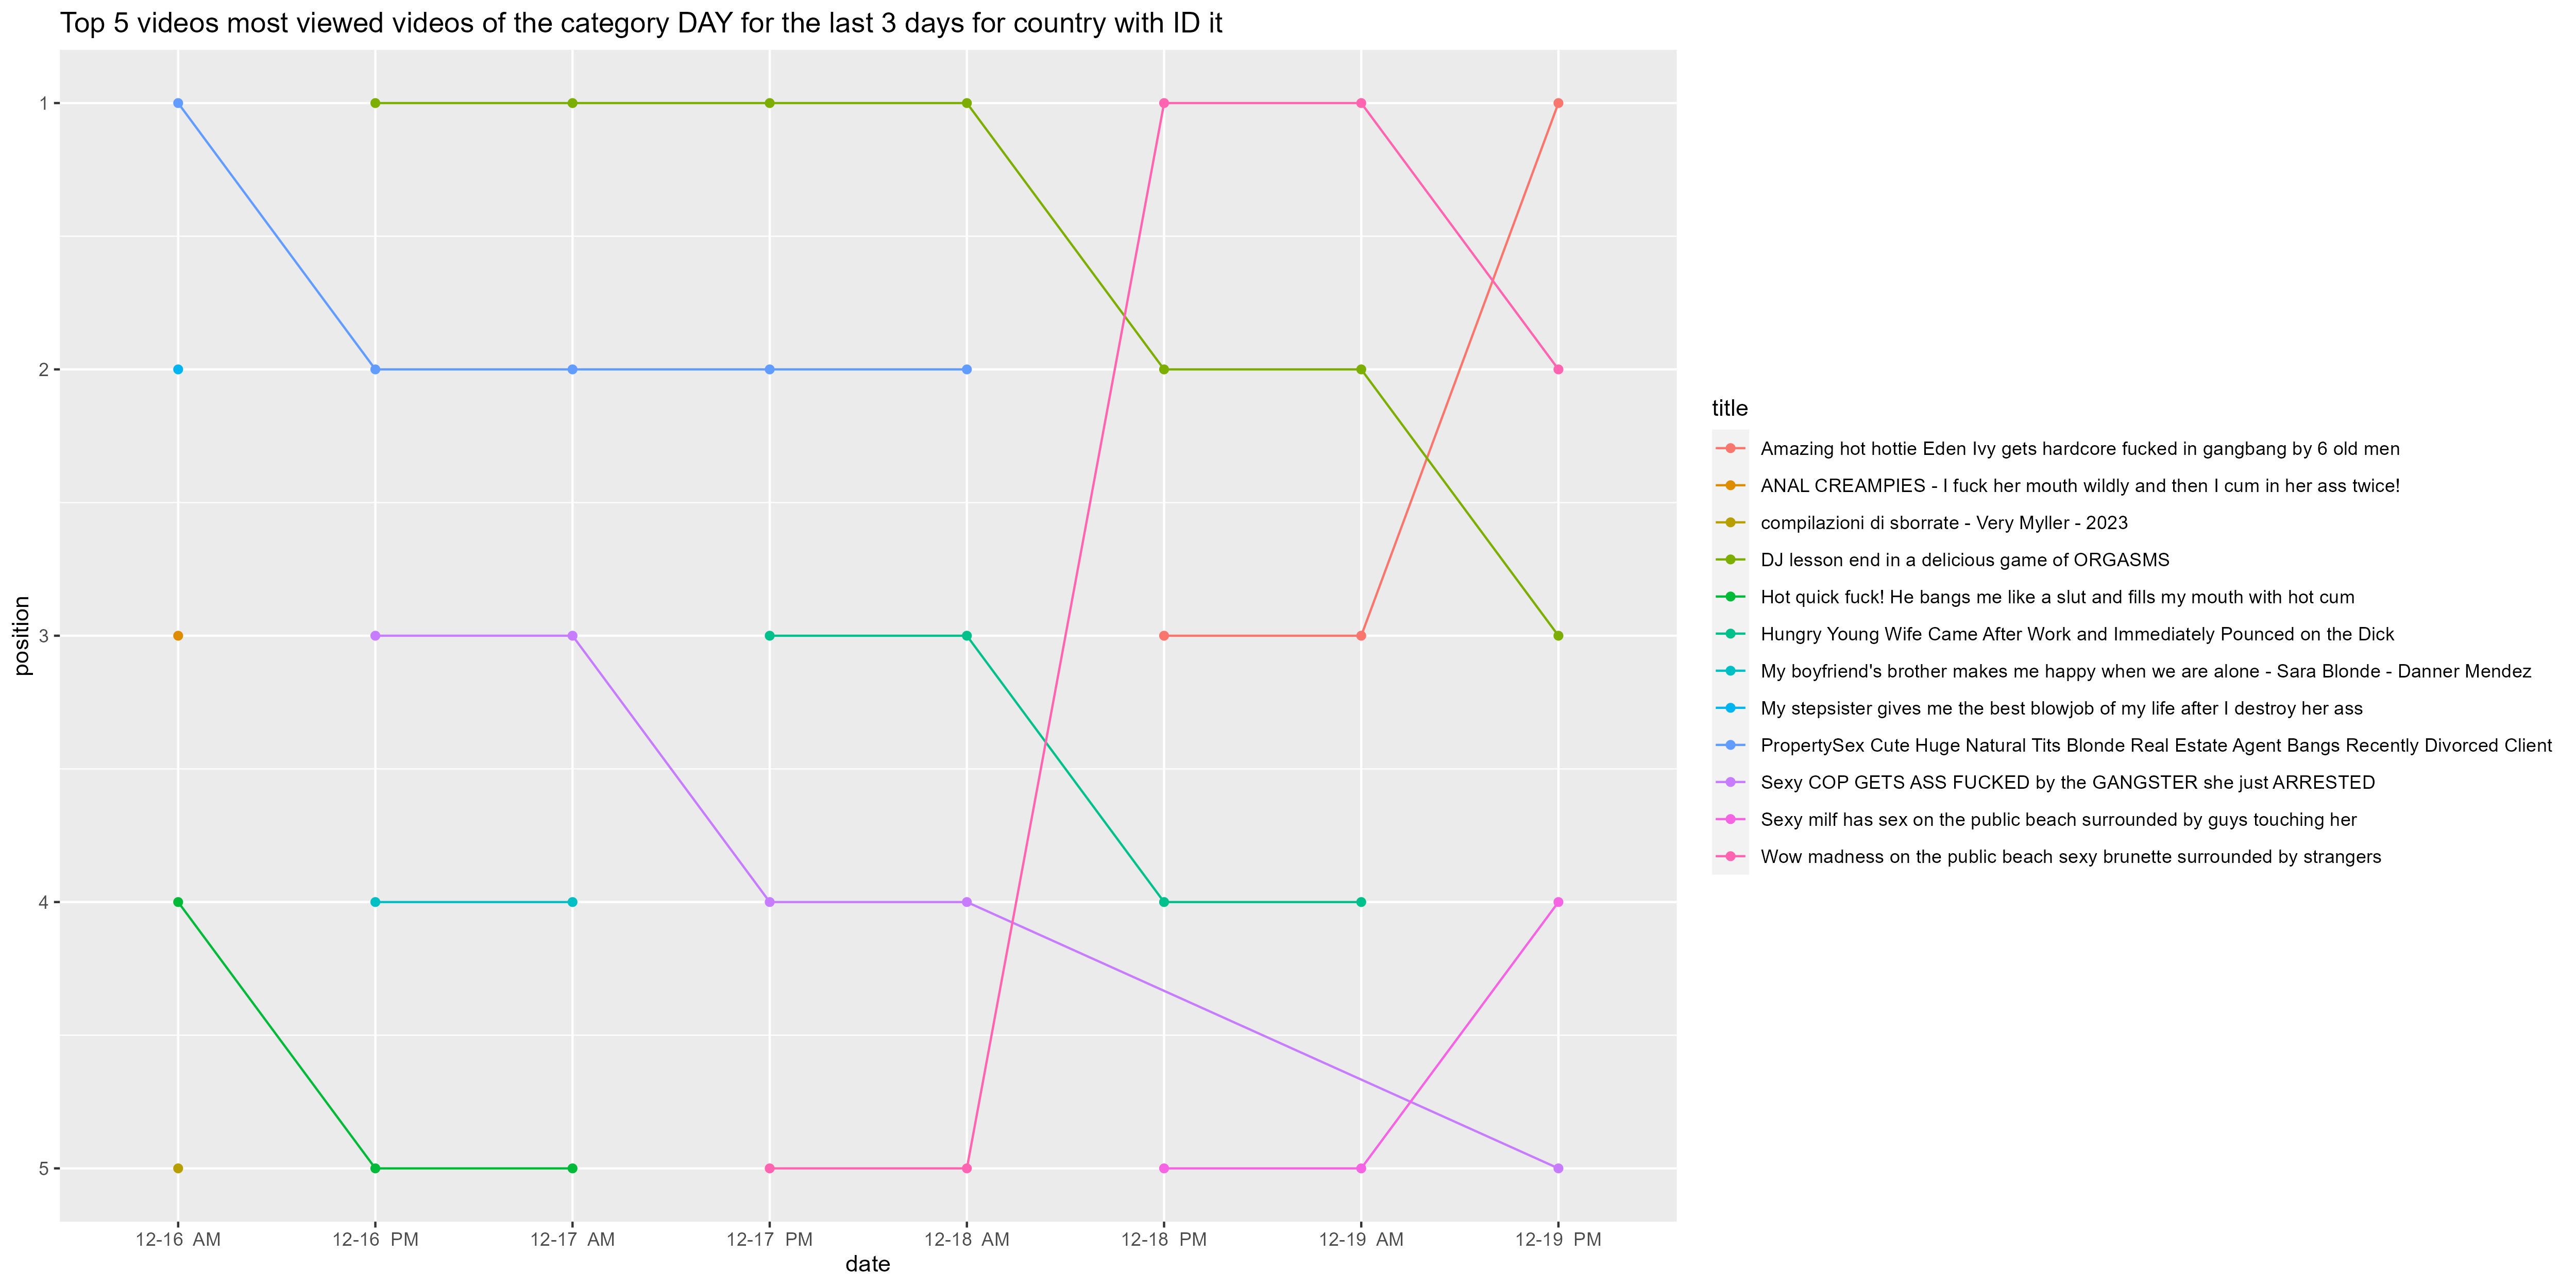 Top 5 videos most viewed videos of the category DAY for the last 3 days for country with ID it
position
1
2
3
4
5
12-16 AM
12-16 PM
12-17 AM
12-17 PM
12-18 AM
12-18 PM
12-19 AM
12-19 PM
date
title
Amazing hot hottie Eden Ivy gets hardcore fucked in gangbang by 6 old men
ANAL CREAMPIES - I fuck her mouth wildly and then I cum in her ass twice!
compilazioni di sborrate - Very Myller - 2023
DJ lesson end in a delicious game of ORGASMS
Hot quick fuck! He bangs me like a slut and fills my mouth with hot cum
Hungry Young Wife Came After Work and Immediately Pounced on the Dick
My boyfriend's brother makes me happy when we are alone - Sara Blonde - Danner Mendez
My stepsister gives me the best blowjob of my life after I destroy her ass
PropertySex Cute Huge Natural Tits Blonde Real Estate Agent Bangs Recently Divorced Client
Sexy COP GETS ASS FUCKED by the GANGSTER she just ARRESTED
Sexy milf has sex on the public beach surrounded by guys touching her
Wow madness on the public beach sexy brunette surrounded by strangers